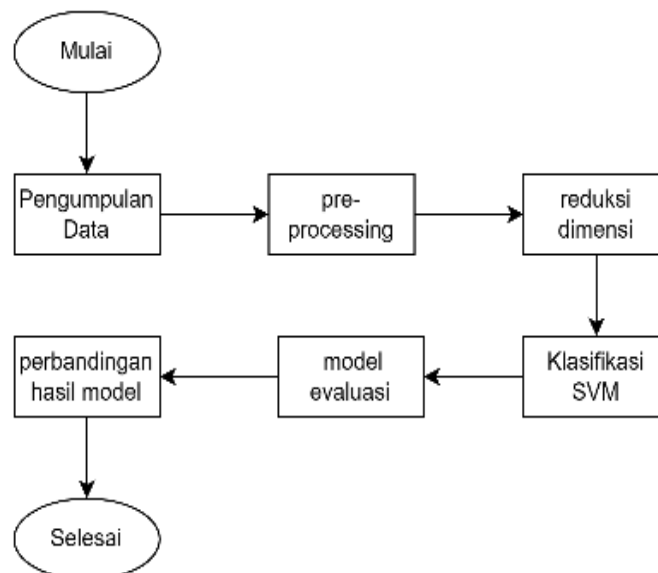 Mulai
Pengumpulan
Data
pre-
processing
reduksi
dimensi
Klasifikasi
SVM
model
evaluasi
perbandingan
hasil model
Selesai